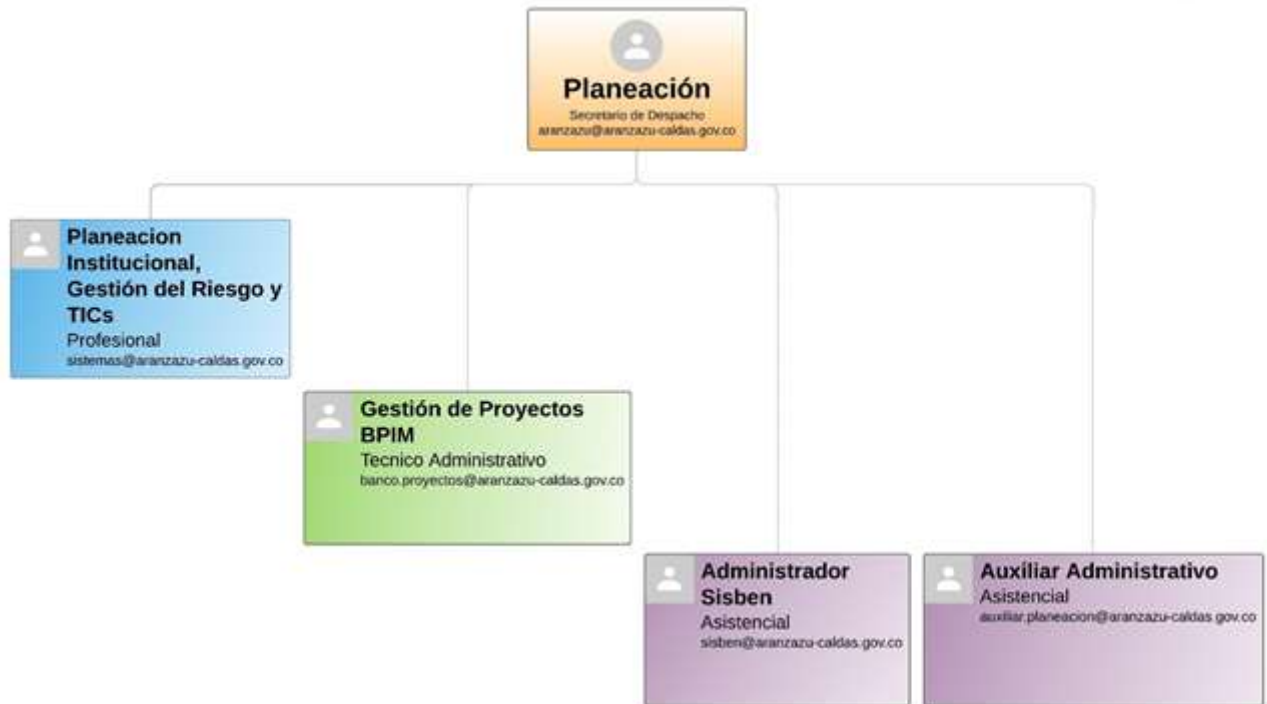 Planeación
Secretario de Despacho
aranzazu@aranzazu-caldas.gov.co
Planeacion
Institucional,
Gestión del Riesgo y
TICs
Profesional
sistemas@aranzazu-caldas.gov.co
Gestión de Proyectos
BPIM
Tecnico Administrativo
banco.proyectos@aranzazu-caldas.gov.co
Administrador
Sisben
Asistencial
sisben@aranzazu-caldas.gov.co
Auxiliar Administrativo
Asistencial
auxiliar.planeacion@aranzazu-caldas.gov.co